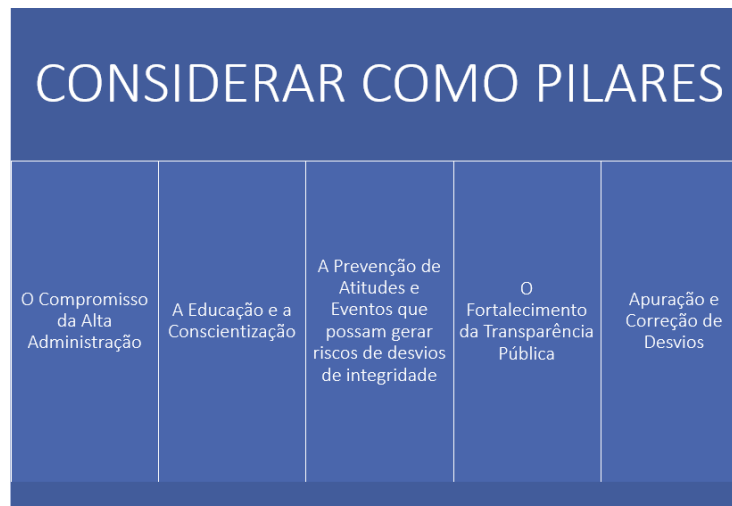 CONSIDERAR COMO PILARES
O Compromisso
da Alta
Administração
A Educação e a
Conscientização
A Prevenção de
Atitudes e
Eventos que
possam gerar
riscos de desvios
de integridade
O
Fortalecimento
da Transparência
Pública
Apuração e
Correção de
Desvios